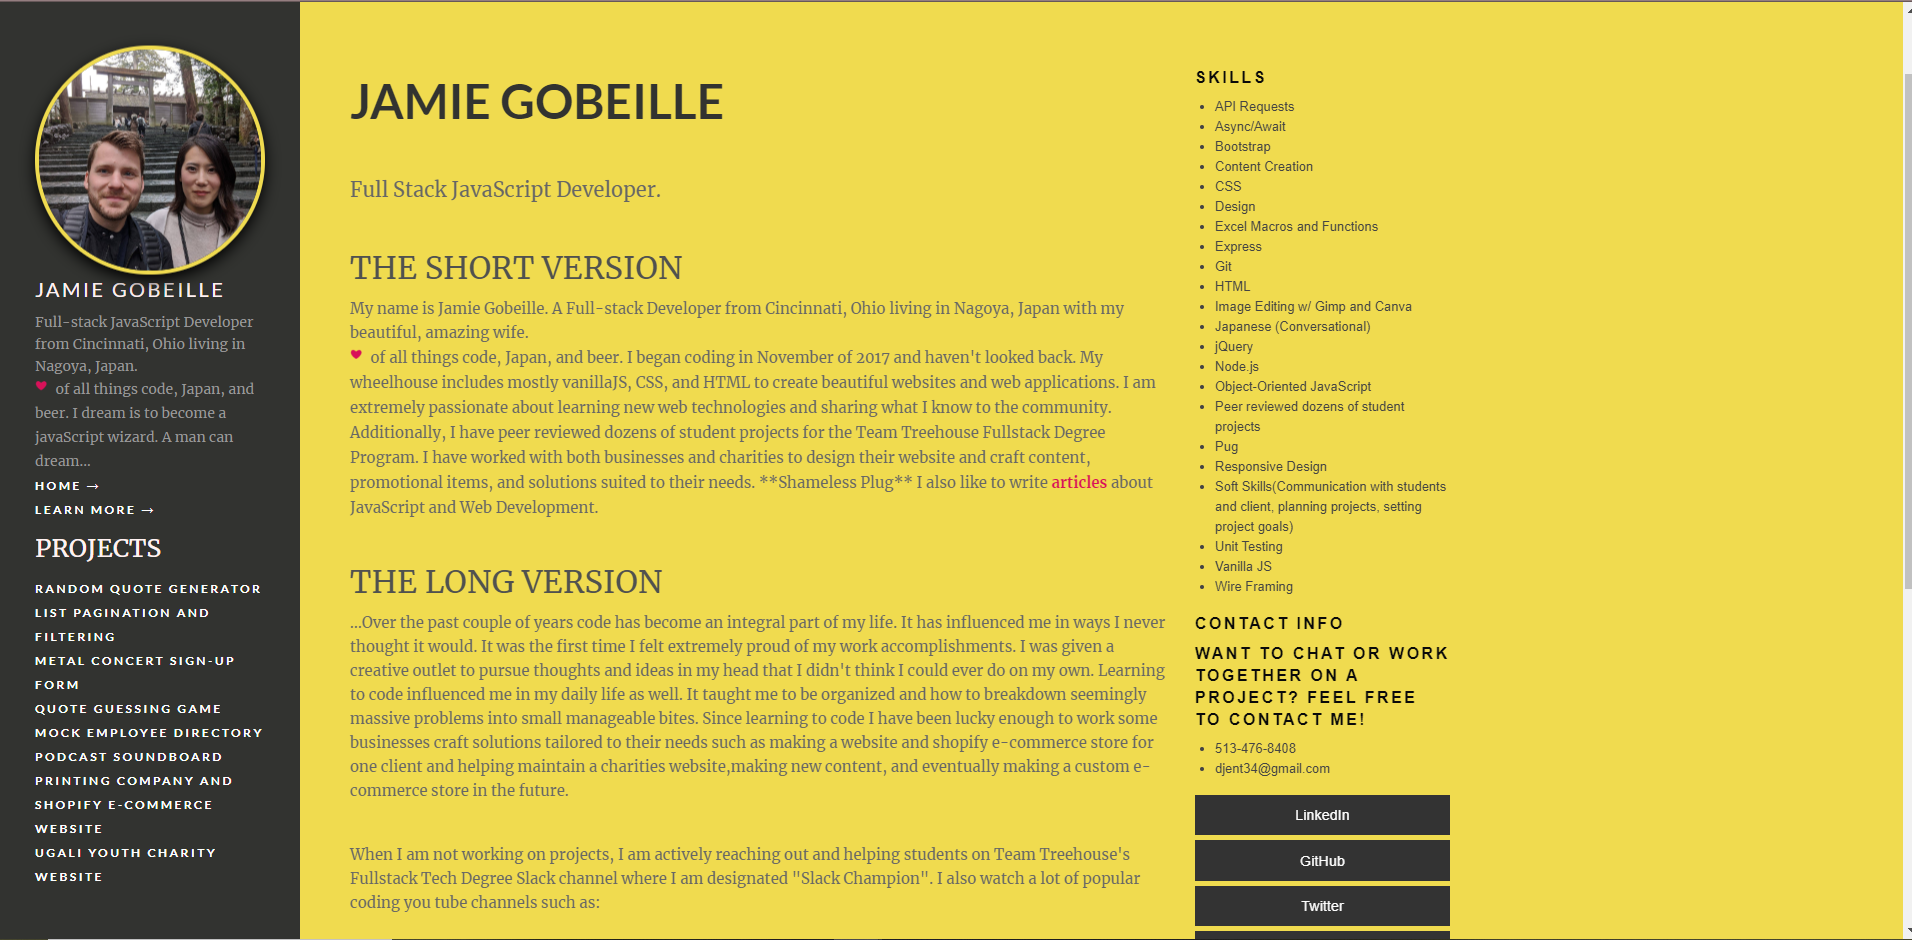 JAMIE GOBEILLE
Full-stack JavaScript Developer
from Cincinnati, Ohio living in
Nagoya, Japan.
of all things code, Japan, and
beer. I dream is to become a
javaScript wizard. A man can
dream...
HOME →
LEARN MORE →
PROJECTS
RANDOM QUOTE GENERATOR
LIST PAGINATION AND
FILTERING
METAL CONCERT SIGN-UP
FORM
QUOTE GUESSING GAME
MOCK EMPLOYEE DIRECTORY
PODCAST SOUNDBOARD
PRINTING COMPANY AND
SHOPIFY E-COMMERCE
WEBSITE
UGALI YOUTH CHARITY
WEBSITE
JAMIE GOBEILLE
Full Stack JavaScript Developer.
THE SHORT VERSION
My name is Jamie Gobeille. A Full-stack Developer from Cincinnati, Ohio living in Nagoya, Japan with my
beautiful, amazing wife.
of all things code, Japan, and beer. I began coding in November of 2017 and haven't looked back. My
wheelhouse includes mostly vanillaJS, CSS, and HTML to create beautiful websites and web applications. I am
extremely passionate about learning new web technologies and sharing what I know to the community.
Additionally, I have peer reviewed dozens of student projects for the Team Treehouse Fullstack Degree
Program. I have worked with both businesses and charities to design their website and craft content,
promotional items, and solutions suited to their needs. **Shameless Plug** I also like to write articles about
JavaScript and Web Development.
THE LONG VERSION
...Over the past couple of years code has become an integral part of my life. It has influenced me in ways I never
thought it would. It was the first time I felt extremely proud of my work accomplishments. I was given a
creative outlet to pursue thoughts and ideas in my head that I didn't think I could ever do on my own. Learning
to code influenced me in my daily life as well. It taught me to be organized and how to breakdown seemingly
massive problems into small manageable bites. Since learning to code I have been lucky enough to work some
businesses craft solutions tailored to their needs such as making a website and shopify e-commerce store for
one client and helping maintain a charities website,making new content, and eventually making a custom e-
commerce store in the future.
When I am not working on projects, I am actively reaching out and helping students on Team Treehouse's
Fullstack Tech Degree Slack channel where I am designated "Slack Champion". I also watch a lot of popular
coding you tube channels such as:
SKILLS
• API Requests
• Async/Await
• Bootstrap
• Content Creation
• CSS
• Design
• Excel Macros and Functions
• Express
• Git
• HTML
• Image Editing w/ Gimp and Canva
• Japanese (Conversational)
• jQuery
• Node.js
• Object-Oriented JavaScript
• Peer reviewed dozens of student
projects
• Pug
• Responsive Design
• Soft Skills(Communication with students
and client, planning projects, setting
project goals)
• Unit Testing
• Vanilla JS
• Wire Framing
CONTACT INFO
WANT TO CHAT OR WORK
TOGETHER ON A
PROJECT? FEEL FREE
TO CONTACT ME!
• 513-476-8408
• djent34@gmail.com
LinkedIn
GitHub
Twitter